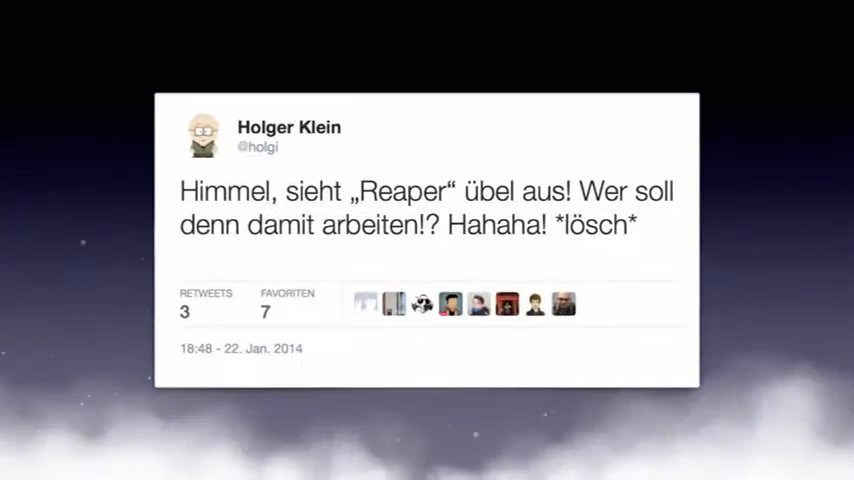 Holger Klein
@holgi
Himmel, sieht „Reaper“ übel aus! Wer soll
denn damit arbeiten!? Hahaha! *lösch*
RETWEETS FAVORITEN
3 7
18:48 - 22. Jan. 2014